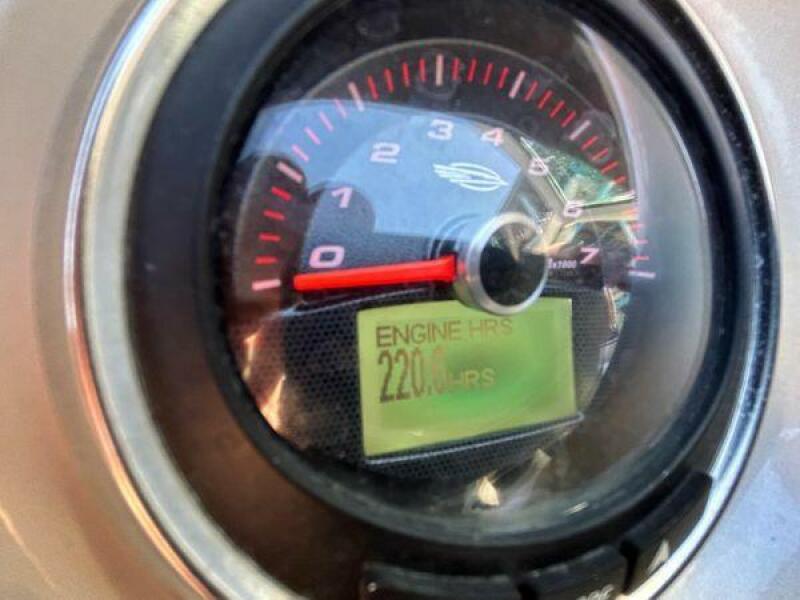 0 1 2 3 4 5 6 7
x1000
ENGINE HRS
220.6 HRS